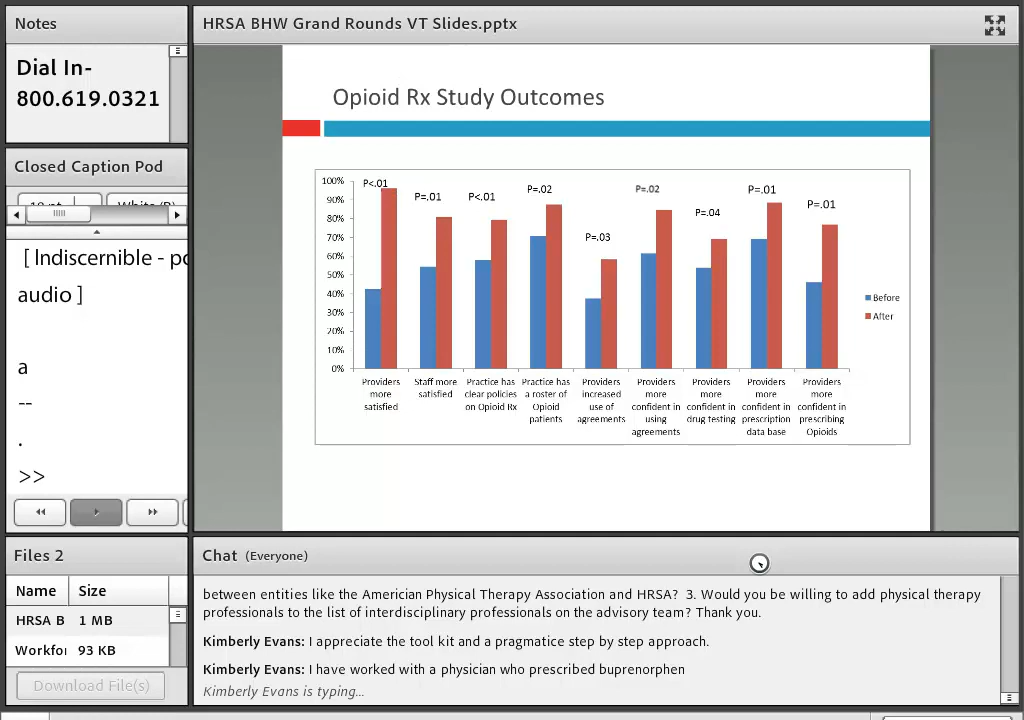 Notes
Dial In-
800.619.0321
Closed Caption Pod
[ Indiscernible - po
audio ]
a
--
.
>>
Files 2
Name Size
HRSA B 1 MB
Workfo 93 KB
Download File(s)
HRSA BHW Grand Rounds VT Slides.pptx
Opioid Rx Study Outcomes
100%
90%
80%
70%
60%
50%
40%
30%
20%
10%
0%
P<.01
P=.01
P<.01
P=.02
P=.03
P=.02
P=.04
P=.01
P=.01
Providers
more
satisfied
Staff more
satisfied
Practice has
clear policies
on Opioid Rx
Practice has
a roster of
Opioid
patients
Providers
increased
use of
agreements
Providers
more
confident in
using
agreements
Providers
more
confident in
drug testing
Providers
more
confident in
prescription
data base
Providers
more
confident in
prescribing
Opioids
Before
After
Chat (Everyone)
between entities like the American Physical Therapy Association and HRSA? 3. Would you be willing to add physical therapy
professionals to the list of interdisciplinary professionals on the advisory team? Thank you.
Kimberly Evans: I appreciate the tool kit and a pragmatice step by step approach.
Kimberly Evans: I have worked with a physician who prescribed buprenorphen
Kimberly Evans is typing...